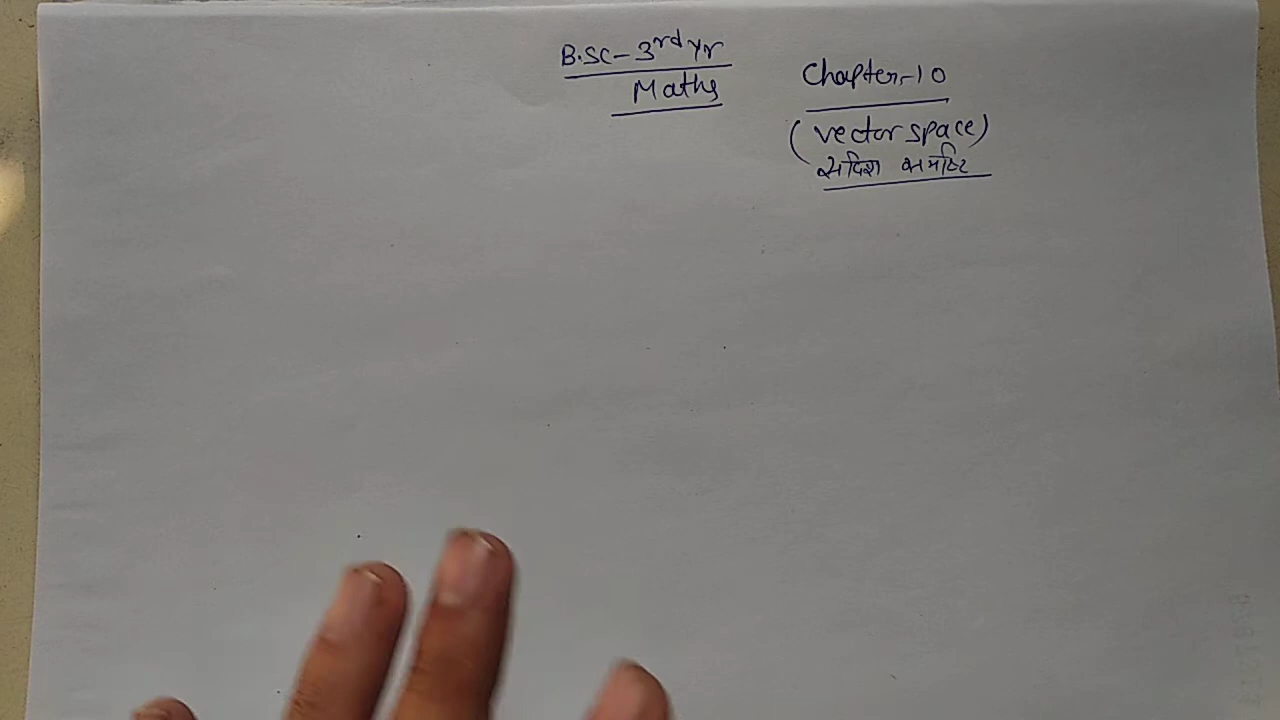 B.SC- 3rd yr
Maths
Chapter-10
(vector space)
सदिश समष्टि